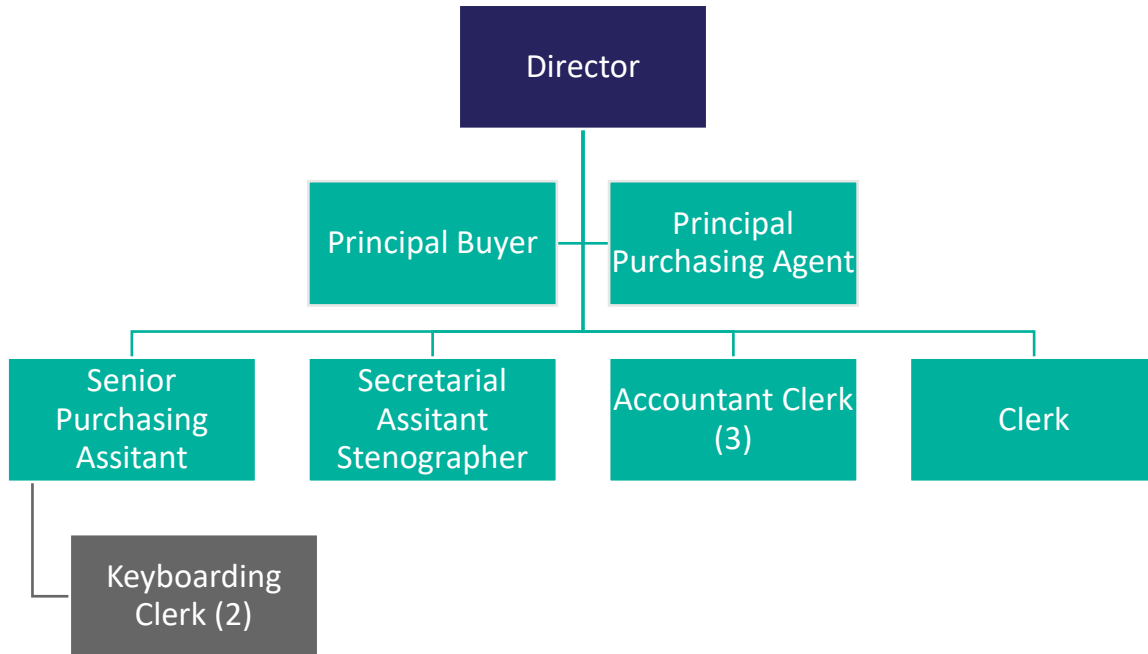 Director
Principal Buyer
Principal
Purchasing Agent
Senior
Purchasing
Assitant
Secretarial
Assitant
Stenographer
Accountant Clerk
(3)
Clerk
Keyboarding
Clerk (2)